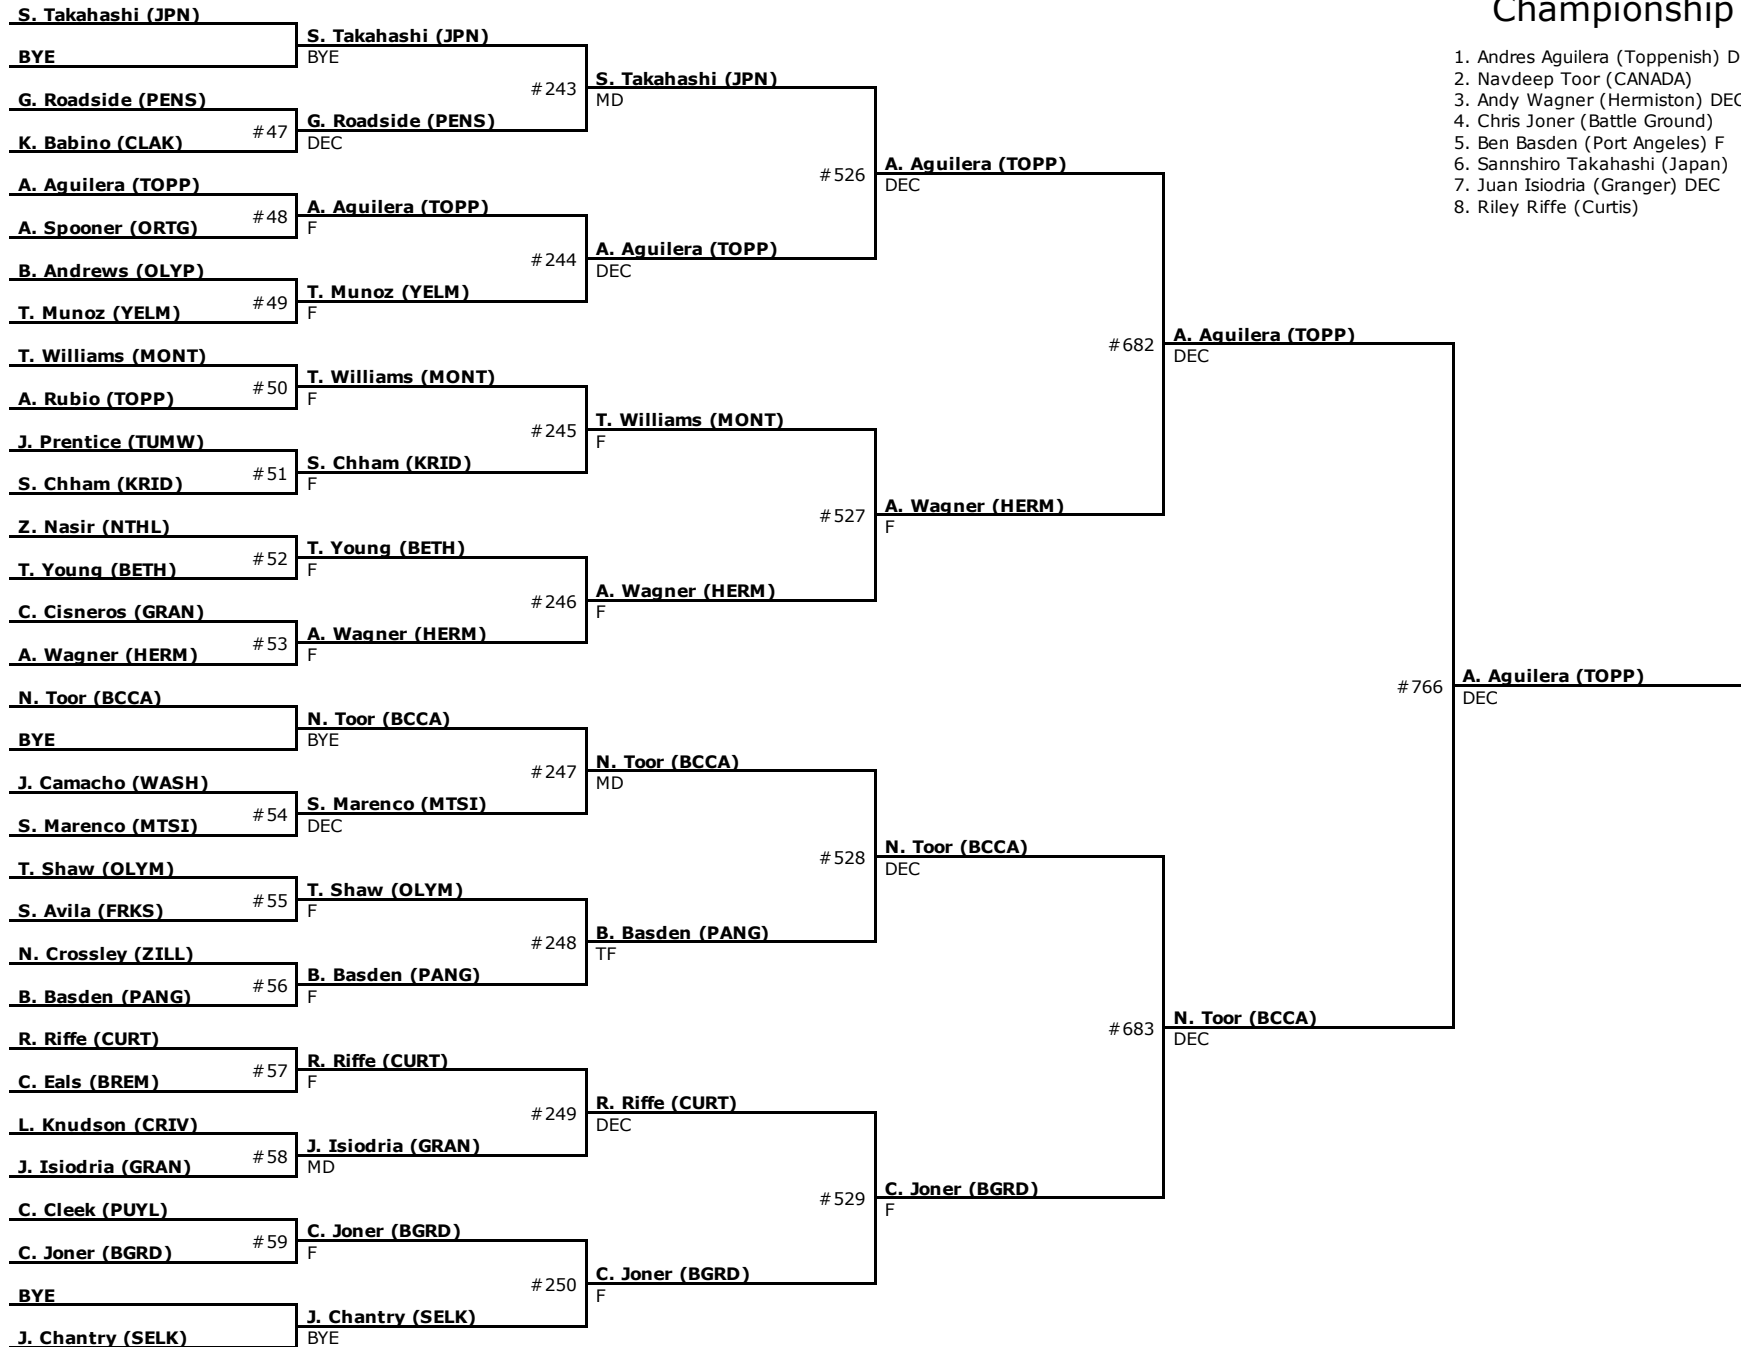 Championship
1. Andres Aguilera (Toppenish) D
2. Navdeep Toor (CANADA)
3. Andy Wagner (Hermiston) DEC
4. Chris Joner (Battle Ground)
5. Ben Basden (Port Angeles) F
6. Sannshiro Takahashi (Japan)
7. Juan Isiodria (Granger) DEC
8. Riley Riffe (Curtis)
S. Takahashi (JPN)
BYE
G. Roadside (PENS)
#47
K. Babino (CLAK)
A. Aguilera (TOPP)
#48
A. Spooner (ORTG)
B. Andrews (OLYP)
#49
T. Munoz (YELM)
T. Williams (MONT)
#50
A. Rubio (TOPP)
J. Prentice (TUMW)
#51
S. Chham (KRID)
Z. Nasir (NTHL)
#52
T. Young (BETH)
C. Cisneros (GRAN)
#53
A. Wagner (HERM)
N. Toor (BCCA)
BYE
J. Camacho (WASH)
#54
S. Marenco (MTSI)
T. Shaw (OLYM)
#55
S. Avila (FRKS)
N. Crossley (ZILL)
#56
B. Basden (PANG)
R. Riffe (CURT)
#57
C. Eals (BREM)
L. Knudson (CRIV)
#58
J. Isiodria (GRAN)
C. Cleek (PUYL)
#59
C. Joner (BGRD)
BYE
J. Chantry (SELK)
S. Takahashi (JPN)
BYE
#243
G. Roadside (PENS)
DEC
A. Aguilera (TOPP)
F
#244
T. Munoz (YELM)
F
T. Williams (MONT)
F
#245
S. Chham (KRID)
F
T. Young (BETH)
F
#246
A. Wagner (HERM)
F
N. Toor (BCCA)
BYE
#247
S. Marenco (MTSI)
DEC
T. Shaw (OLYM)
F
#248
B. Basden (PANG)
F
R. Riffe (CURT)
F
#249
J. Isiodria (GRAN)
MD
C. Joner (BGRD)
F
#250
J. Chantry (SELK)
BYE
S. Takahashi (JPN)
MD
#526
A. Aguilera (TOPP)
DEC
T. Williams (MONT)
F
#527
A. Wagner (HERM)
F
N. Toor (BCCA)
MD
#528
B. Basden (PANG)
TF
R. Riffe (CURT)
DEC
#529
C. Joner (BGRD)
F
A. Aguilera (TOPP)
DEC
#682
A. Wagner (HERM)
F
N. Toor (BCCA)
DEC
#683
C. Joner (BGRD)
F
A. Aguilera (TOPP)
DEC
#766
N. Toor (BCCA)
DEC
A. Aguilera (TOPP)
DEC